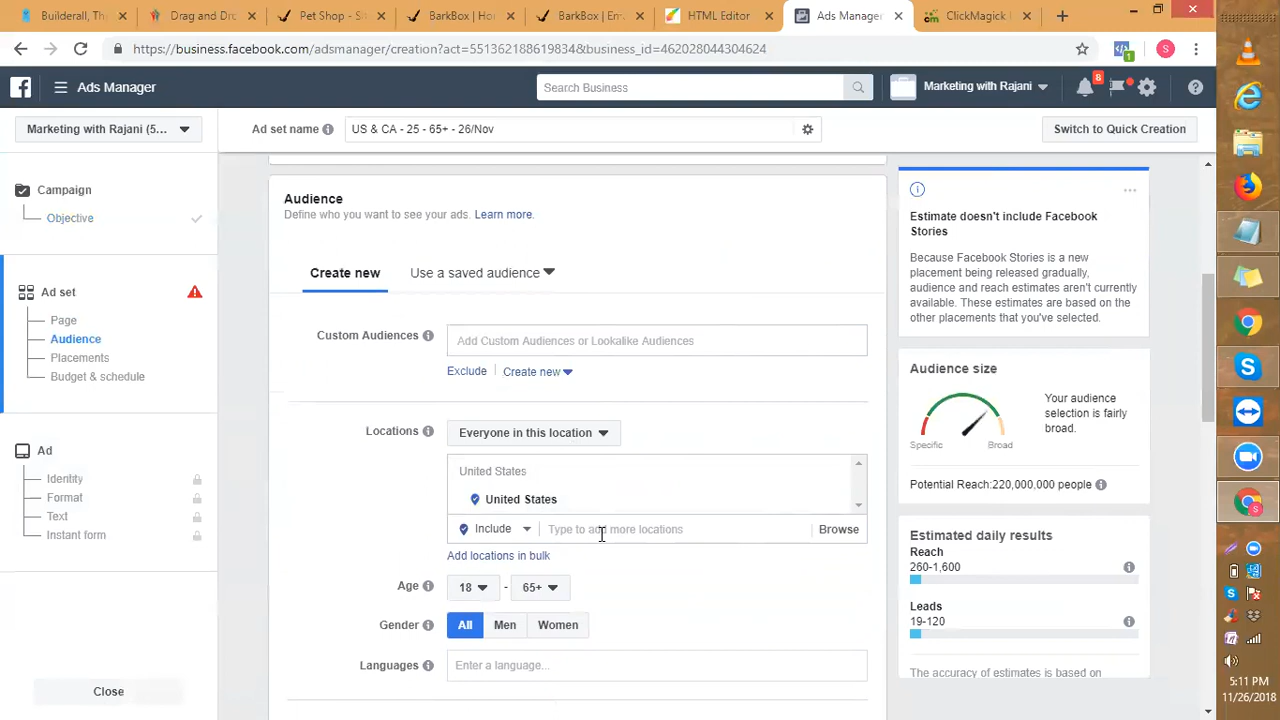 Builderall, Th
Drag and Dro
Pet Shop - Sh
BarkBox | Ho
BarkBox | Em
HTML Editor
Ads Manager
ClickMagick |
https://business.facebook.com/adsmanager/creation?act=551362188619834&business_id=462028044304624
S
1
Ads Manager
Search Business
Marketing with Rajani
8
Marketing with Rajani (5...
Ad set name
US & CA - 25 - 65+ - 26/Nov
Switch to Quick Creation
Campaign
Objective
Ad set
Page
Audience
Placements
Budget & schedule
Ad
Identity
Format
Text
Instant form
Close
Audience
Define who you want to see your ads. Learn more.
Create new
Use a saved audience
Custom Audiences
Add Custom Audiences or Lookalike Audiences
Exclude
Create new
Locations
Everyone in this location
United States
United States
Include
Type to add more locations
Browse
Add locations in bulk
Age
18 - 65+
Gender
All
Men
Women
Languages
Enter a language...
Estimate doesn't include Facebook
Stories
Because Facebook Stories is a new
placement being released gradually,
audience and reach estimates aren't currently
available. These estimates are based on the
other placements that you've selected.
Audience size
Your audience
selection is fairly
broad.
Specific
Broad
Potential Reach:220,000,000 people
Estimated daily results
Reach
260-1,600
Leads
19-120
The accuracy of estimates is based on
5:11 PM
11/26/2018